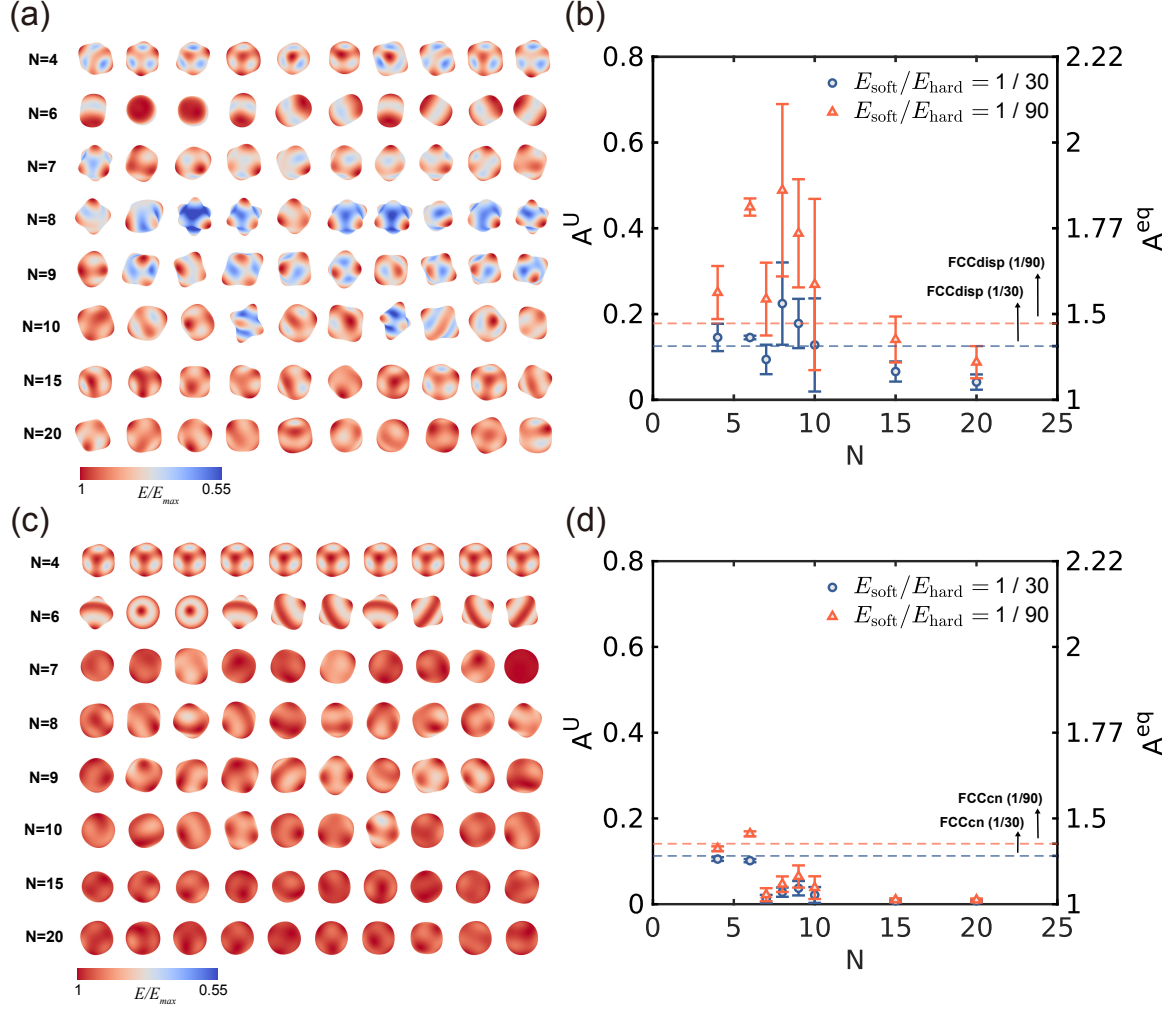 (a)
N=4
N=6
N=7
N=8
N=9
N=10
N=15
N=20
1
0.55
E/E_max
(b)
0.8
0.6
0.4
0.2
0
A^U
2.22
2
1.77
1.45
1
A^eq
E_soft/E_hard = 1 / 30
E_soft/E_hard = 1 / 90
FCCdisp (1/90)
FCCdisp (1/30)
0 5 10 15 20 25
N
(c)
N=4
N=6
N=7
N=8
N=9
N=10
N=15
N=20
1
0.55
E/E_max
(d)
0.8
0.6
0.4
0.2
0
A^U
2.22
2
1.77
1.45
1
A^eq
E_soft/E_hard = 1 / 30
E_soft/E_hard = 1 / 90
FCCcn (1/90)
FCCcn (1/30)
0 5 10 15 20 25
N